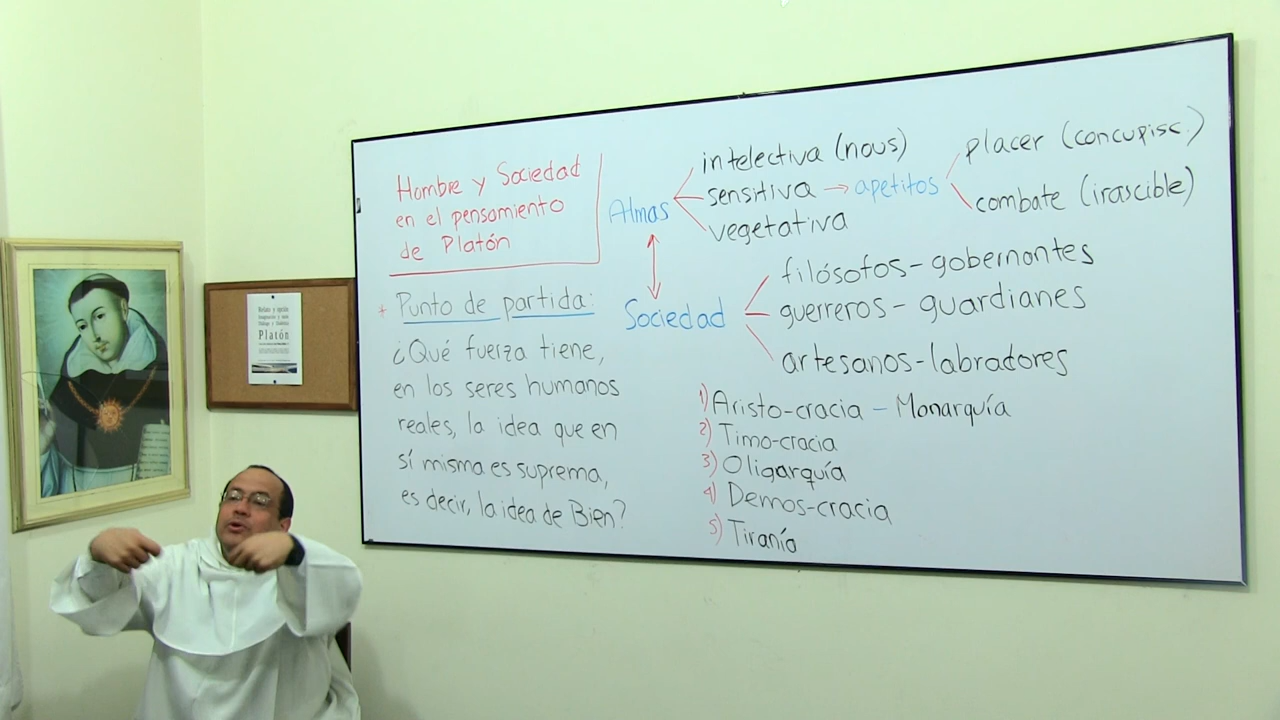 Hombre y Sociedad
en el pensamiento
de Platón
* Punto de partida:
¿Qué fuerza tiene,
en los seres humanos
reales, la idea que en
sí misma es suprema,
es decir, la idea de Bien?
Almas
intelectiva (nous)
sensitiva → apetitos
vegetativa
placer (concupisc.)
combate (irascible)
Sociedad
filósofos - gobernantes
guerreros - guardianes
artesanos - labradores
1) Aristo-cracia - Monarquía
2) Timo-cracia
3) Oligarquía
4) Demos-cracia
5) Tiranía
Platón